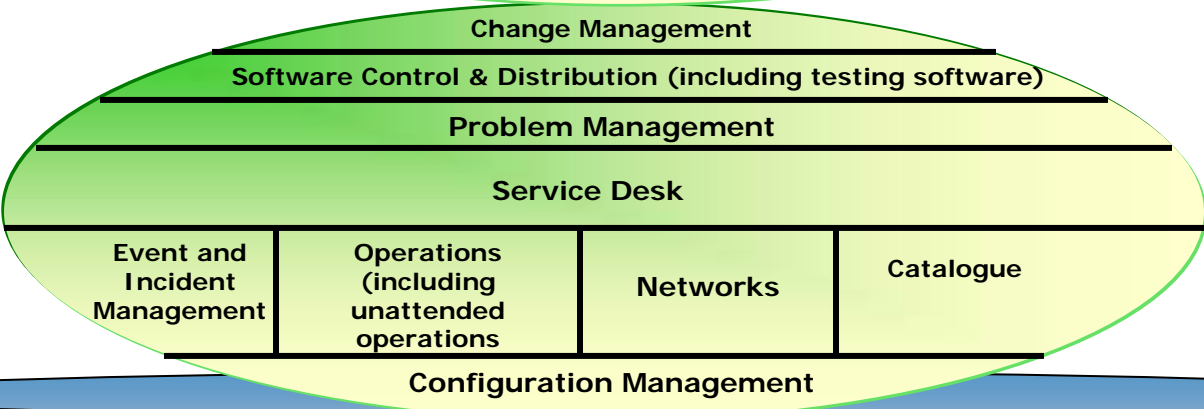 Change Management
Software Control & Distribution (including testing software)
Problem Management
Service Desk
Event and
Incident
Management
Operations
(including
unattended
operations
Networks
Catalogue
Configuration Management